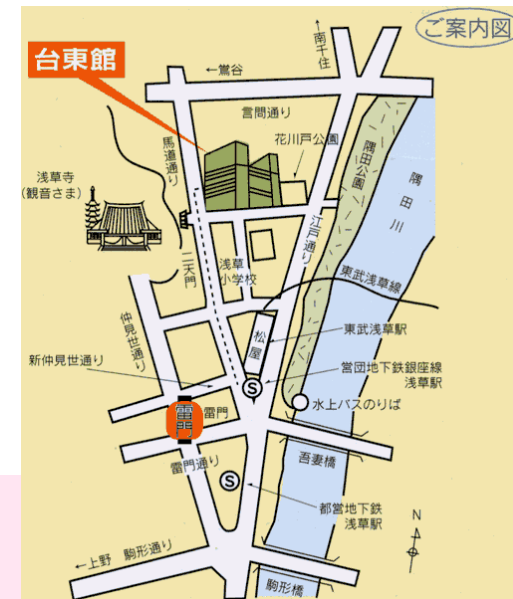 ご案内図
台東館
←南千住
←鶯谷
言問通り
馬道通り
花川戸公園
隅田公園
隅田川
浅草寺
(観音さま)
二天門
浅草
小学校
江戸通り
東武浅草線
仲見世通り
松屋
東武浅草駅
新仲見世通り
営団地下鉄銀座線
浅草駅
S
水上バスのりば
雷門
雷門
雷門通り
吾妻橋
S
都営地下鉄
浅草駅
N
←上野 駒形通り
駒形橋